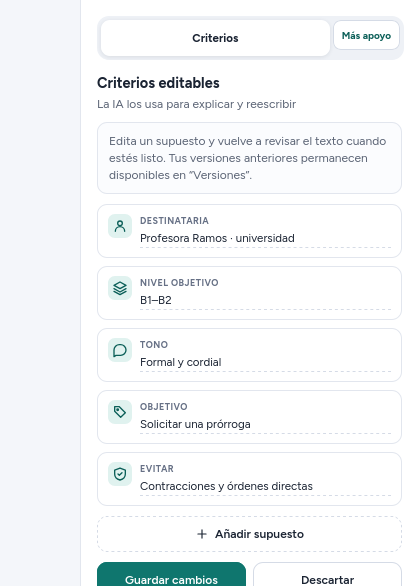 Criterios
Más apoyo
Criterios editables
La IA los usa para explicar y reescribir
Edita un supuesto y vuelve a revisar el texto cuando
estés listo. Tus versiones anteriores permanecen
disponibles en “Versiones”.
DESTINATARIA
Profesora Ramos · universidad
NIVEL OBJETIVO
B1–B2
TONO
Formal y cordial
OBJETIVO
Solicitar una prórroga
EVITAR
Contracciones y órdenes directas
Añadir supuesto
Guardar cambios
Descartar